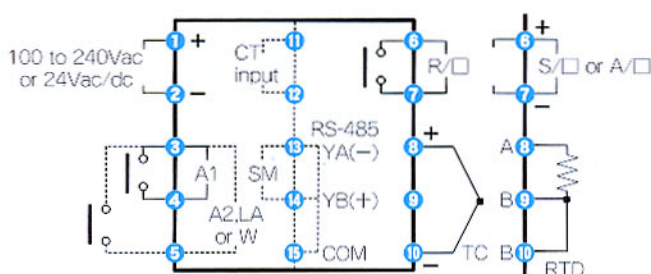 100 to 240Vac
or 24Vac/dc
1 +
2 -
3
4
5
A1
A2,LA
or W
CT
input
11
12
13
14
15
SM
RS-485
YA(-)
YB(+)
COM
6
7
R/□
8 +
9
10 -
TC
6 +
7 -
S/□ or A/□
A 8
B 9
B 10
RTD